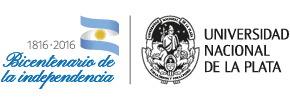 1816·2016
Bicentenario de
la independencia
UNIVERSIDAD
NACIONAL
DE LA PLATA